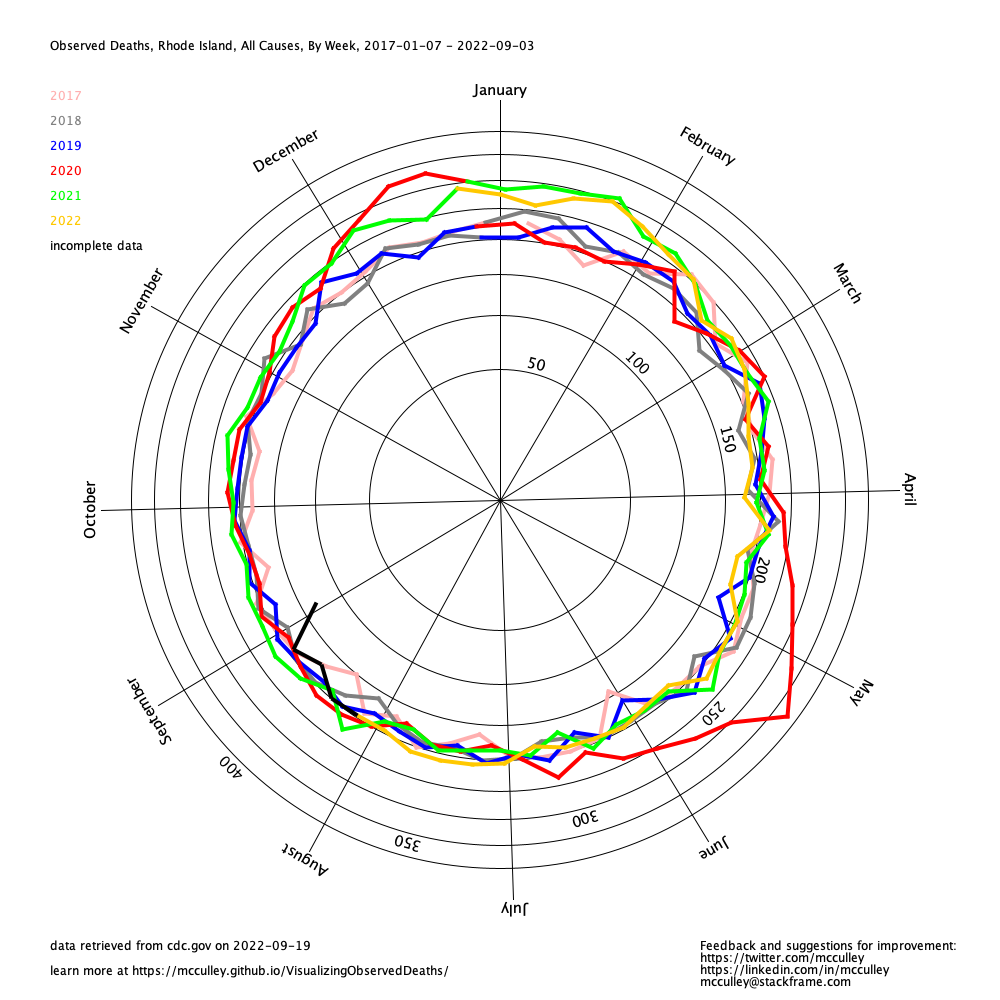 Observed Deaths, Rhode Island, All Causes, By Week, 2017-01-07 - 2022-09-03
2017
2018
2019
2020
2021
2022
incomplete data
January
February
March
April
May
June
July
August
September
October
November
December
50
100
150
200
250
300
350
400
data retrieved from cdc.gov on 2022-09-19
learn more at https://mcculley.github.io/VisualizingObservedDeaths/
Feedback and suggestions for improvement:
https://twitter.com/mcculley
https://linkedin.com/in/mcculley
mcculley@stackframe.com